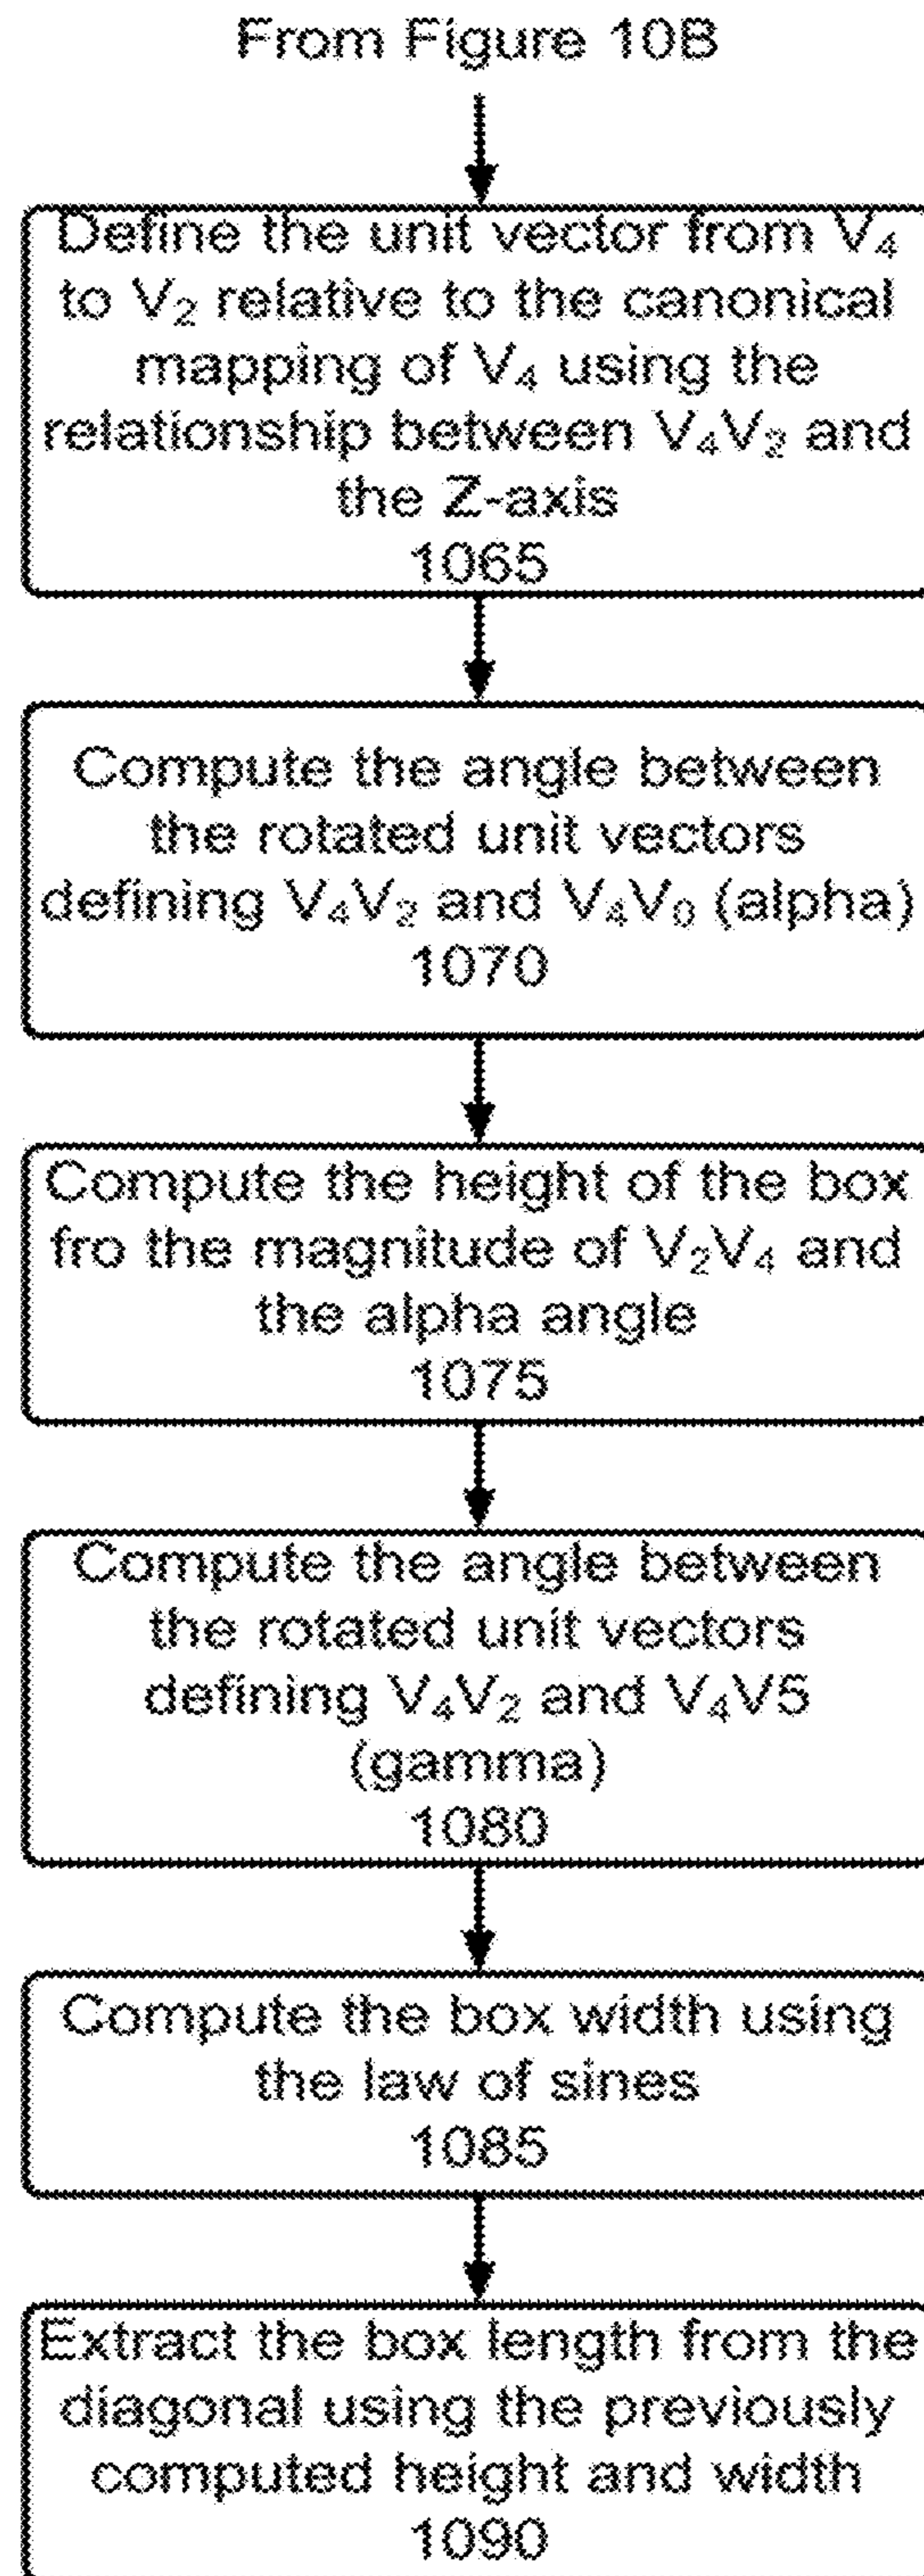 From Figure 10B
Define the unit vector from V₄
to V₂ relative to the canonical
mapping of V₄ using the
relationship between V₄V₂ and
the Z-axis
1065
Compute the angle between
the rotated unit vectors
defining V₄V₂ and V₄V₀ (alpha)
1070
Compute the height of the box
fro the magnitude of V₂V₄ and
the alpha angle
1075
Compute the angle between
the rotated unit vectors
defining V₄V₂ and V₄V5
(gamma)
1080
Compute the box width using
the law of sines
1085
Extract the box length from the
diagonal using the previously
computed height and width
1090